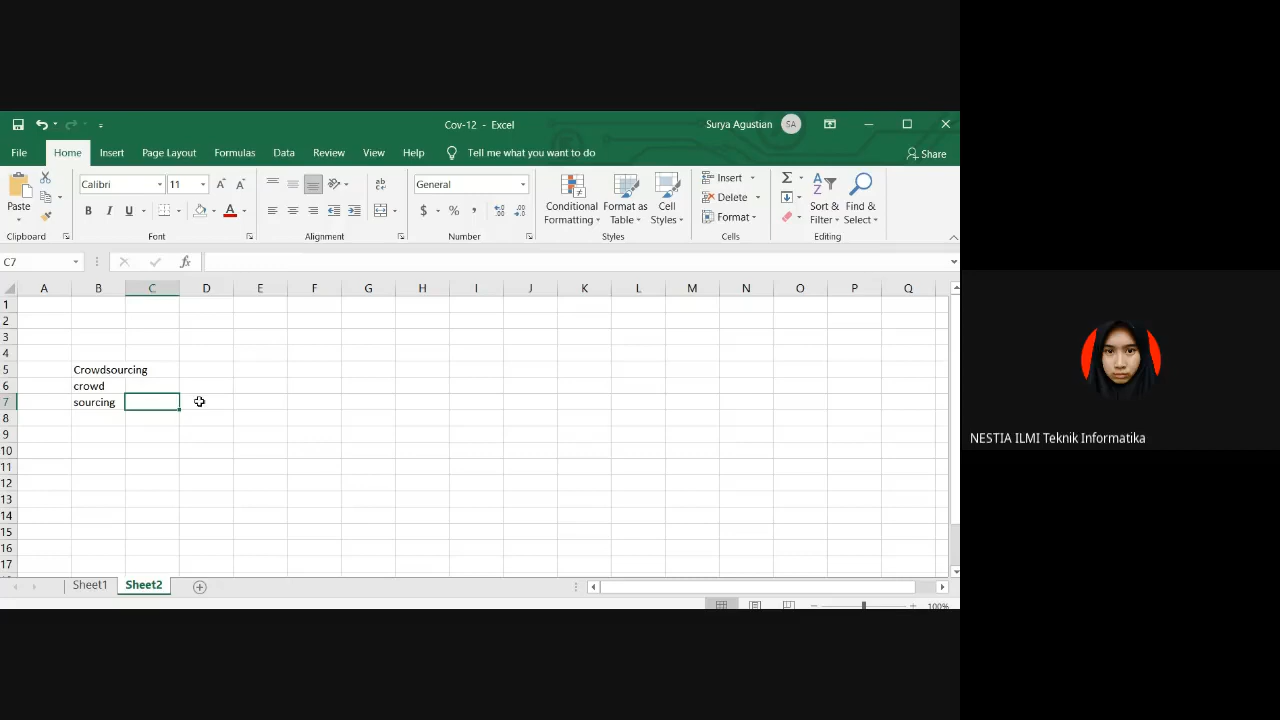 Cov-12 - Excel
Surya Agustian SA
File Home Insert Page Layout Formulas Data Review View Help Tell me what you want to do Share
Paste
Calibri 11
General
Conditional Formatting
Format as Table
Cell Styles
Insert
Delete
Format
Sort & Filter
Find & Select
Clipboard Font Alignment Number Styles Cells Editing
C7 fx
A B C D E F G H I J K L M N O P Q
1
2
3
4
5 Crowdsourcing
6 crowd
7 sourcing
8
9
10
11
12
13
14
15
16
17
Sheet1 Sheet2
100%
NESTIA ILMI Teknik Informatika